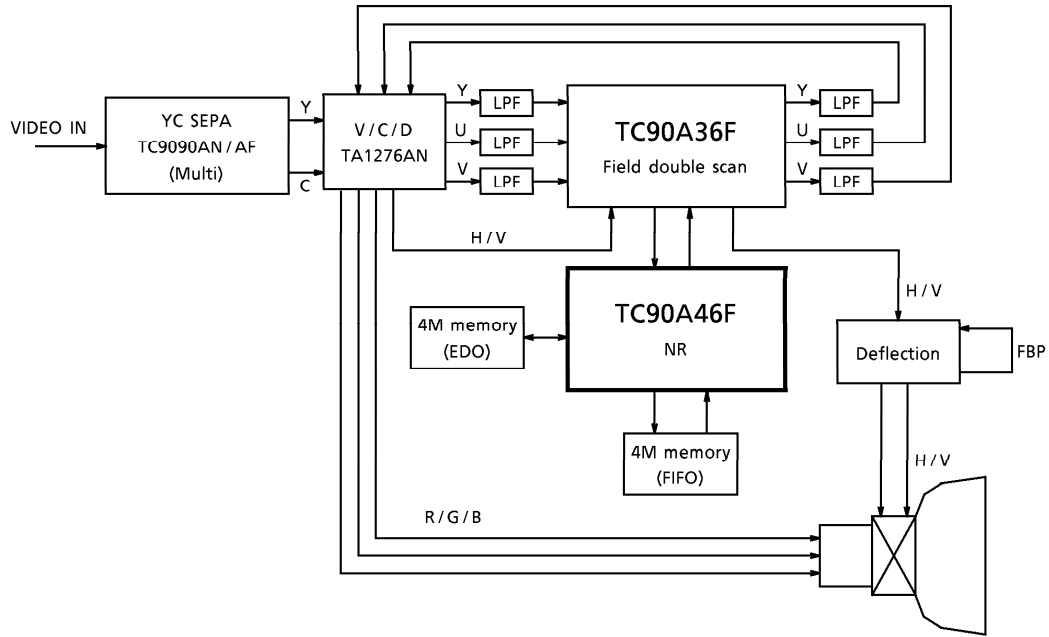 VIDEO IN
YC SEPA
TC9090AN / AF
(Multi)
Y
C
V / C / D
TA1276AN
Y
U
V
LPF
LPF
LPF
TC90A36F
Field double scan
Y
U
V
LPF
LPF
LPF
H / V
H / V
4M memory
(EDO)
TC90A46F
NR
Deflection
FBP
4M memory
(FIFO)
H / V
R / G / B